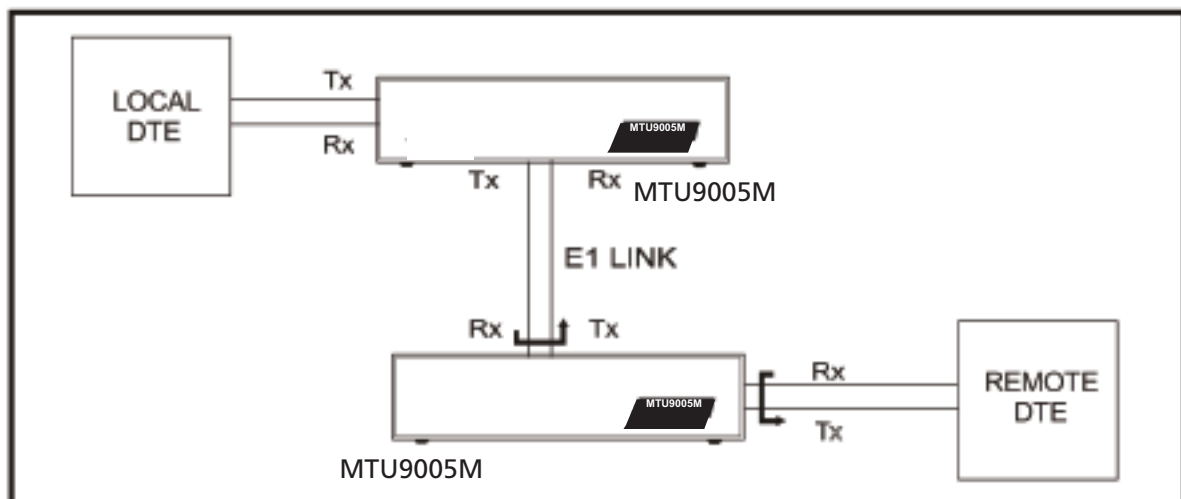 LOCAL
DTE
Tx
Rx
MTU9005M
Tx
Rx
MTU9005M
E1 LINK
Rx
Tx
MTU9005M
MTU9005M
Rx
Tx
REMOTE
DTE